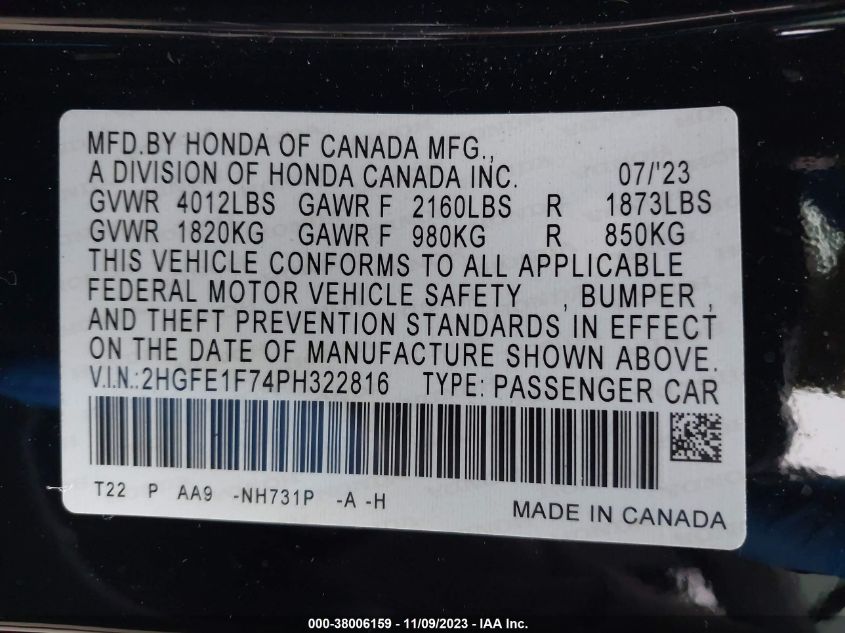 MFD.BY HONDA OF CANADA MFG.,
A DIVISION OF HONDA CANADA INC. 07/'23
GVWR 4012LBS GAWR F 2160LBS R 1873LBS
GVWR 1820KG GAWR F 980KG R 850KG
THIS VEHICLE CONFORMS TO ALL APPLICABLE
FEDERAL MOTOR VEHICLE SAFETY , BUMPER ,
AND THEFT PREVENTION STANDARDS IN EFFECT
ON THE DATE OF MANUFACTURE SHOWN ABOVE.
V.I.N.:2HGFE1F74PH322816 TYPE: PASSENGER CAR
T22 P AA9 -NH731P -A -H
MADE IN CANADA
000-38006159 - 11/09/2023 - IAA Inc.